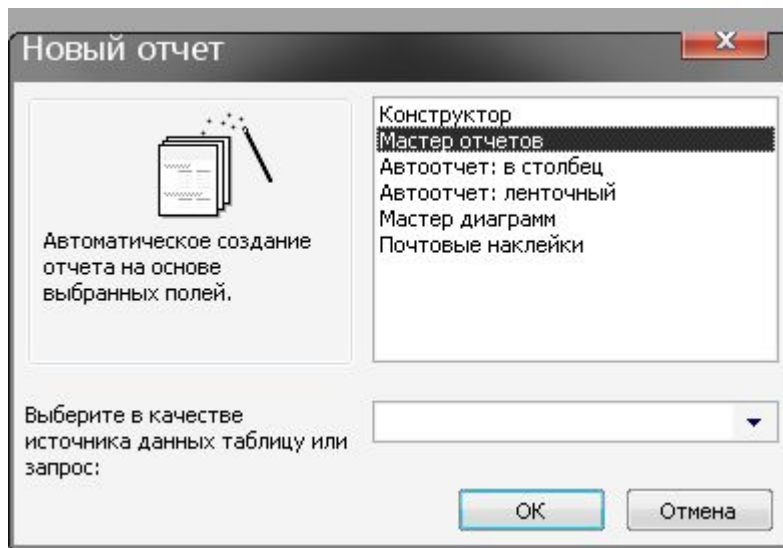 Новый отчет
Автоматическое создание
отчета на основе
выбранных полей.
Конструктор
Мастер отчетов
Автоотчет: в столбец
Автоотчет: ленточный
Мастер диаграмм
Почтовые наклейки
Выберите в качестве
источника данных таблицу или
запрос:
ОК
Отмена